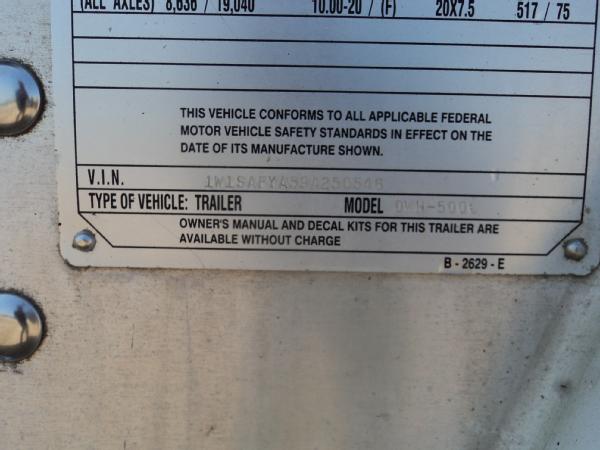 (ALL AXLES) 8,636 / 19,040 10.00-20 / (F) 20X7.5 517 / 75
THIS VEHICLE CONFORMS TO ALL APPLICABLE FEDERAL
MOTOR VEHICLE SAFETY STANDARDS IN EFFECT ON THE
DATE OF ITS MANUFACTURE SHOWN.
V.I.N.
TYPE OF VEHICLE: TRAILER MODEL
OWNER'S MANUAL AND DECAL KITS FOR THIS TRAILER ARE
AVAILABLE WITHOUT CHARGE
B - 2629 - E